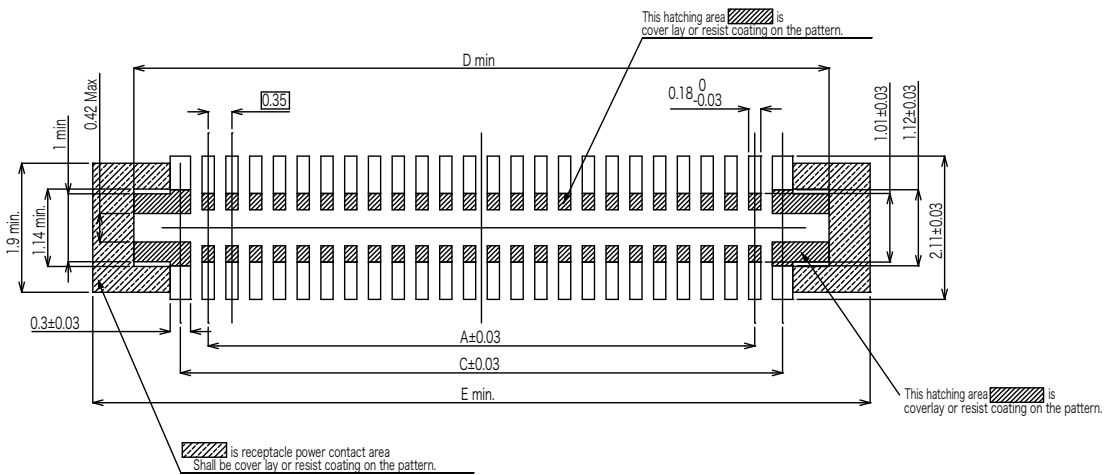 This hatching area is
cover lay or resist coating on the pattern.
D min
0.42 Max
0.35
0.18 0
-0.03
1 min
1.01±0.03
1.12±0.03
1.9 min.
1.14 min.
2.11±0.03
0.3±0.03
A±0.03
C±0.03
E min.
This hatching area is
coverlay or resist coating on the pattern.
is receptacle power contact area
Shall be cover lay or resist coating on the pattern.